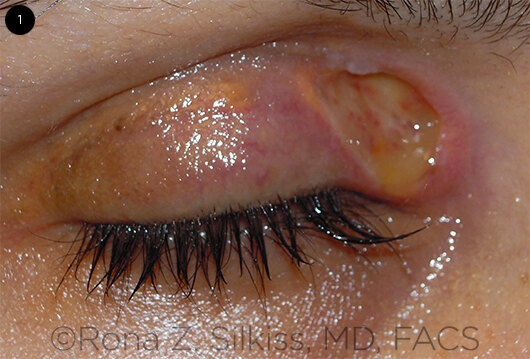 1
©Rona Z. Silkiss, MD, FACS